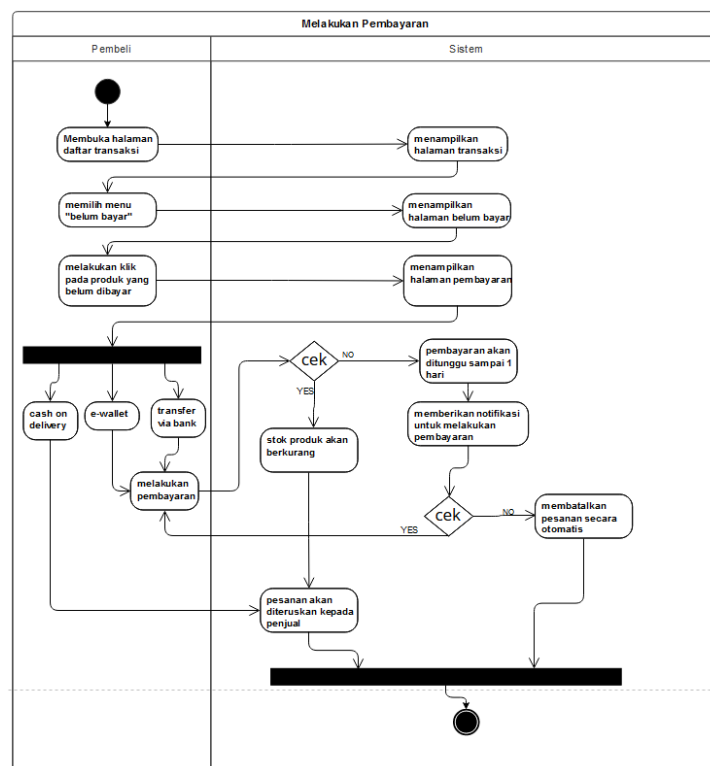 Melakukan Pembayaran
Pembeli
Sistem
Membuka halaman
daftar transaksi
menampilkan
halaman transaksi
memilih menu
"belum bayar"
menampilkan
halaman belum bayar
melakukan klik
pada produk yang
belum dibayar
menampilkan
halaman pembayaran
cek
NO
YES
pembayaran akan
ditunggu sampai 1
hari
cash on
delivery
e-wallet
transfer
via bank
memberikan notifikasi
untuk melakukan
pembayaran
stok produk akan
berkurang
melakukan
pembayaran
cek
NO
YES
membatalkan
pesanan secara
otomatis
pesanan akan
diteruskan kepada
penjual